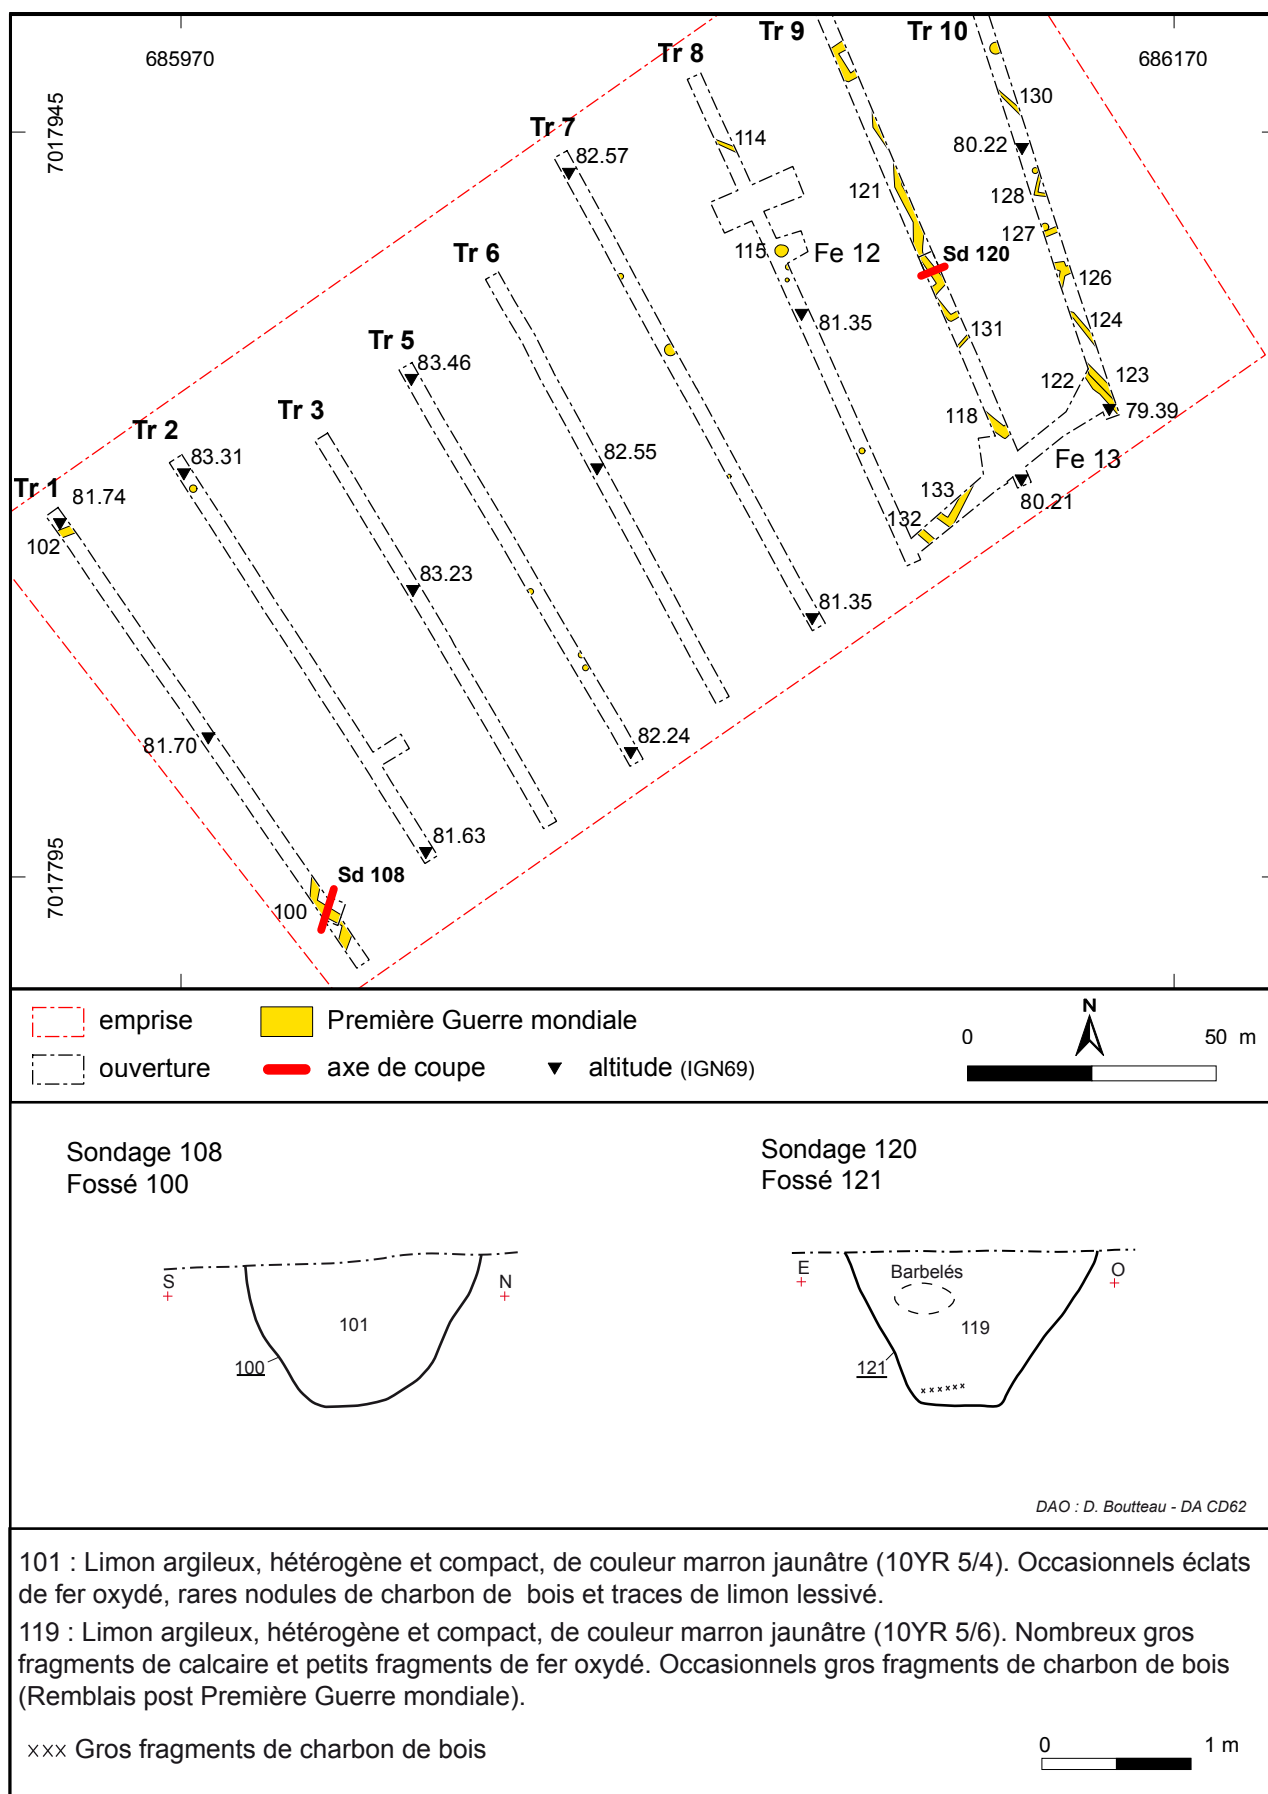 685970
686170
7017945
7017795
Tr 1
Tr 2
Tr 3
Tr 5
Tr 6
Tr 7
Tr 8
Tr 9
Tr 10
81.74
102
81.70
Sd 108
100
83.31
81.63
83.23
83.46
82.24
82.55
82.57
81.35
114
115
Fe 12
81.35
121
Sd 120
131
118
133
132
130
80.22
128
127
126
124
122
123
79.39
Fe 13
80.21
emprise
Première Guerre mondiale
ouverture
axe de coupe
altitude (IGN69)
N
0 50 m
Sondage 108
Fossé 100
S
N
101
100
Sondage 120
Fossé 121
E
O
Barbelés
119
121
DAO : D. Boutteau - DA CD62
101 : Limon argileux, hétérogène et compact, de couleur marron jaunâtre (10YR 5/4). Occasionnels éclats
de fer oxydé, rares nodules de charbon de bois et traces de limon lessivé.
119 : Limon argileux, hétérogène et compact, de couleur marron jaunâtre (10YR 5/6). Nombreux gros
fragments de calcaire et petits fragments de fer oxydé. Occasionnels gros fragments de charbon de bois
(Remblais post Première Guerre mondiale).
xxx Gros fragments de charbon de bois
0 1 m